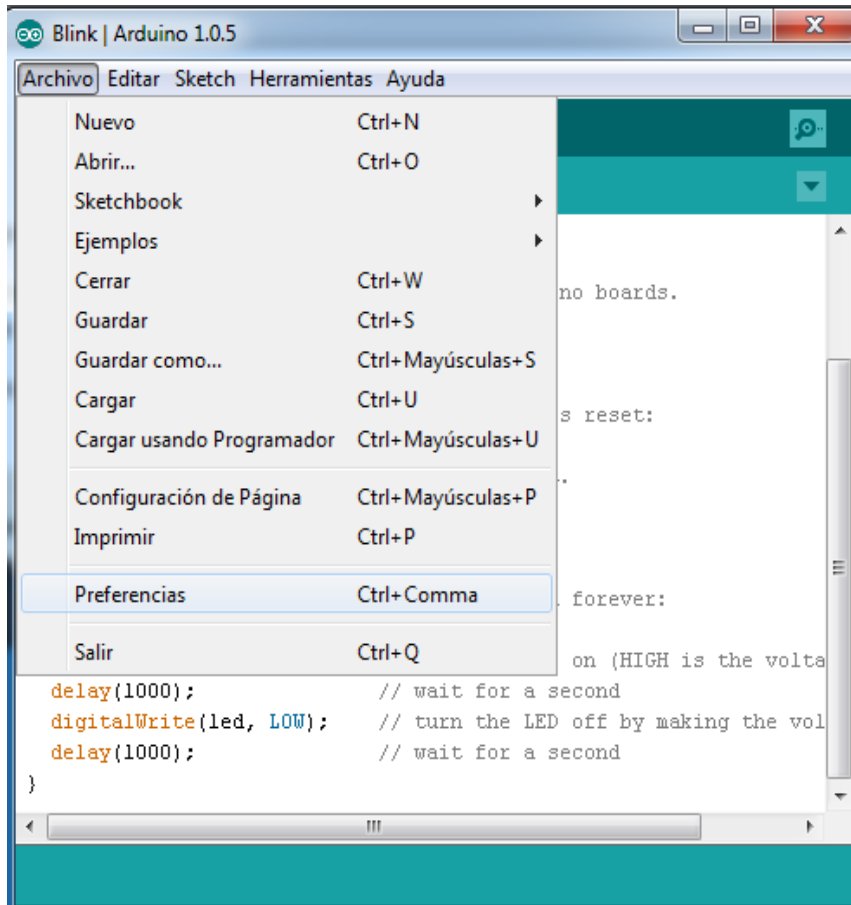 Blink | Arduino 1.0.5
Archivo Editar Sketch Herramientas Ayuda
Nuevo Ctrl+N
Abrir... Ctrl+O
Sketchbook
Ejemplos
Cerrar Ctrl+W
no boards.
Guardar Ctrl+S
Guardar como... Ctrl+Mayúsculas+S
Cargar Ctrl+U
s reset:
Cargar usando Programador Ctrl+Mayúsculas+U
Configuración de Página Ctrl+Mayúsculas+P
Imprimir Ctrl+P
Preferencias Ctrl+Comma
forever:
Salir Ctrl+Q
on (HIGH is the volta
delay(1000); // wait for a second
digitalWrite(led, LOW); // turn the LED off by making the vol
delay(1000); // wait for a second
}